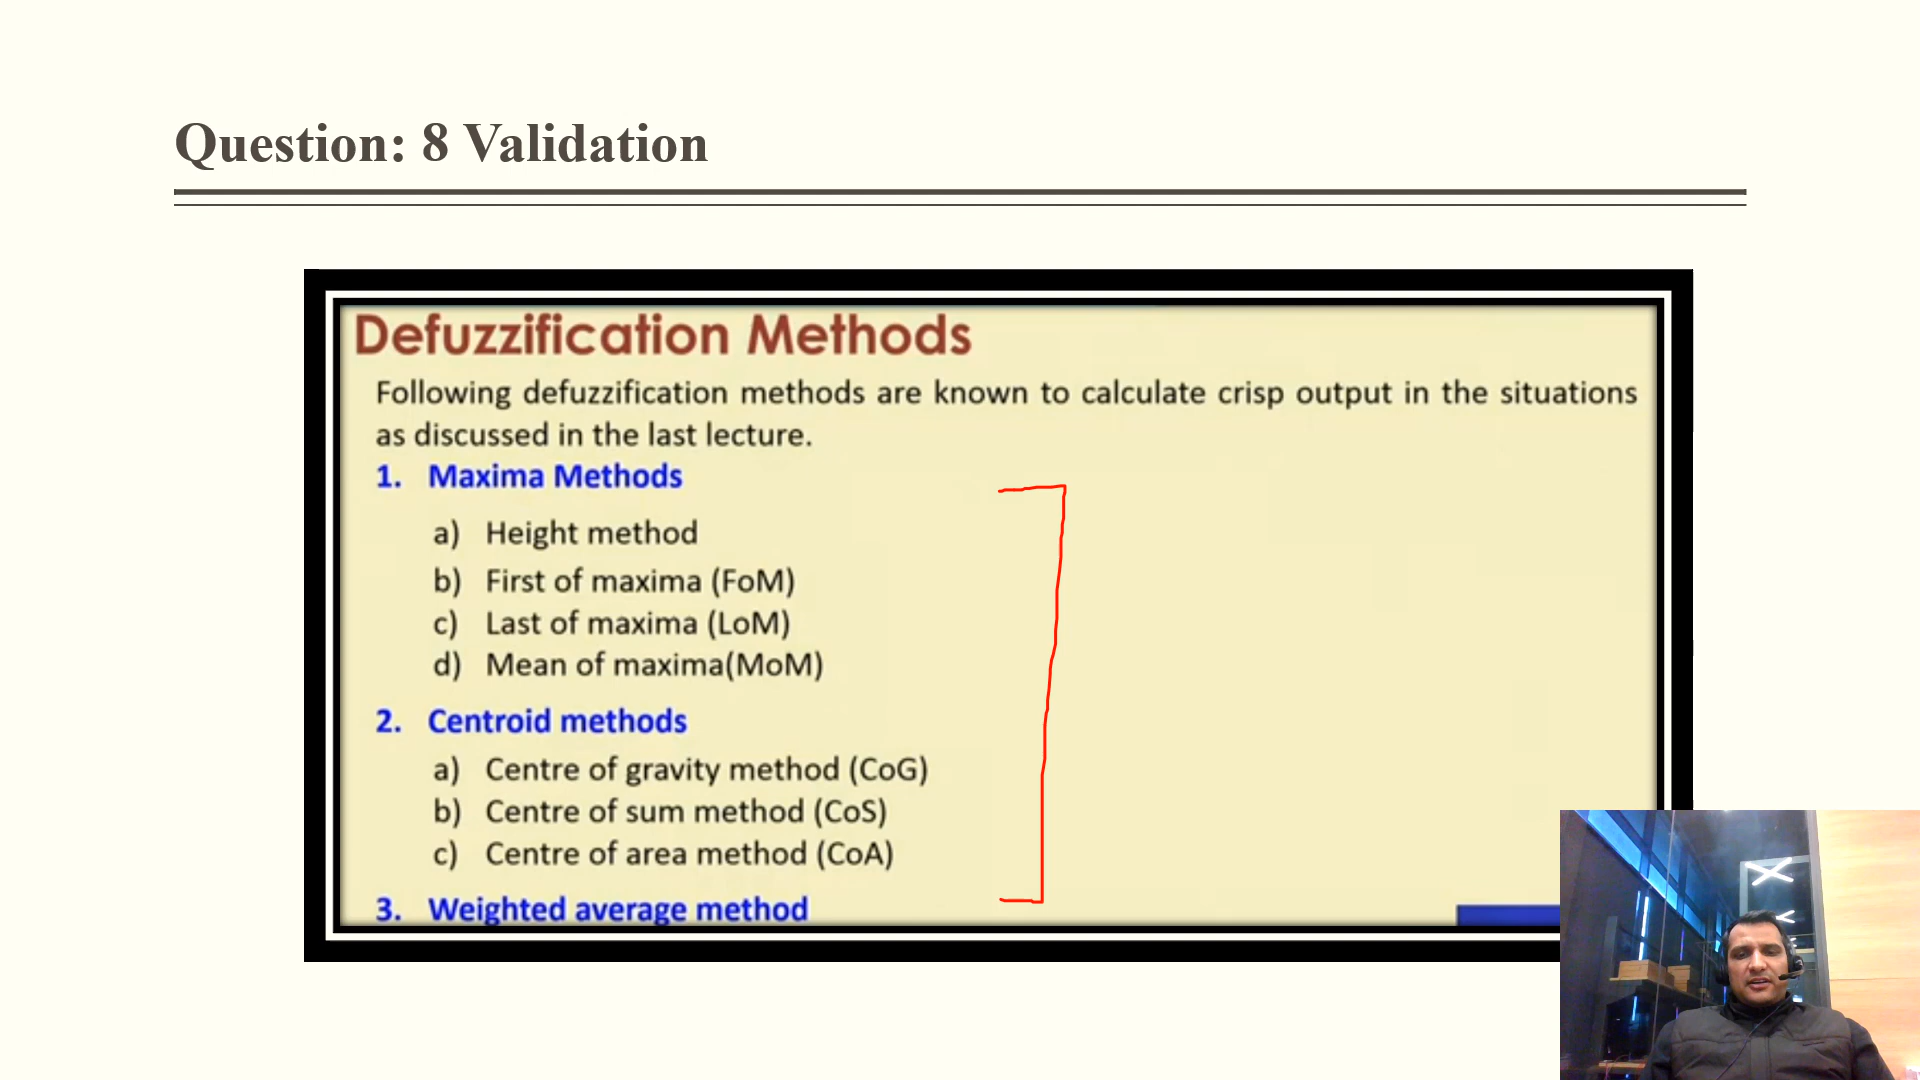 Question: 8 Validation
Defuzzification Methods
Following defuzzification methods are known to calculate crisp output in the situations
as discussed in the last lecture.
1. Maxima Methods
a) Height method
b) First of maxima (FoM)
c) Last of maxima (LoM)
d) Mean of maxima(MoM)
2. Centroid methods
a) Centre of gravity method (CoG)
b) Centre of sum method (CoS)
c) Centre of area method (CoA)
3. Weighted average method